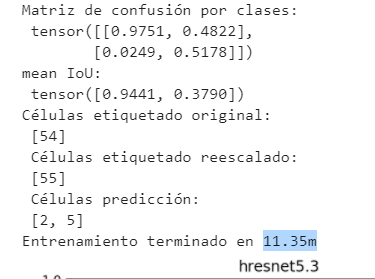 Matriz de confusión por clases:
tensor([[0.9751, 0.4822],
[0.0249, 0.5178]])
mean IoU:
tensor([0.9441, 0.3790])
Células etiquetado original:
[54]
Células etiquetado reescalado:
[55]
Células predicción:
[2, 5]
Entrenamiento terminado en 11.35m
hresnet5.3
1.0